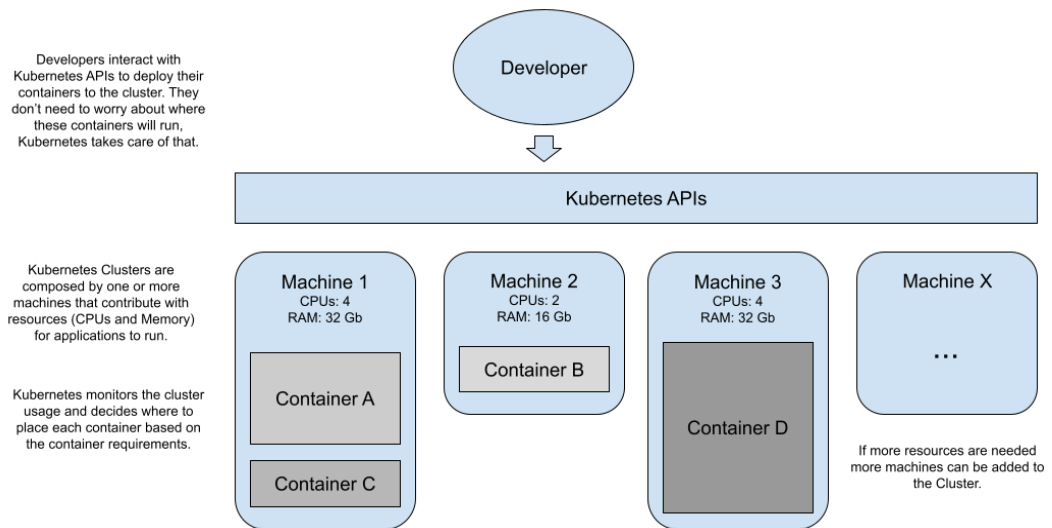 Developers interact with
Kubernetes APIs to deploy their
containers to the cluster. They
don't need to worry about where
these containers will run,
Kubernetes takes care of that.
Developer
Kubernetes APIs
Kubernetes Clusters are
composed by one or more
machines that contribute with
resources (CPUs and Memory)
for applications to run.
Kubernetes monitors the cluster
usage and decides where to
place each container based on
the container requirements.
Machine 1
CPUs: 4
RAM: 32 Gb
Container A
Container C
Machine 2
CPUs: 2
RAM: 16 Gb
Container B
Machine 3
CPUs: 4
RAM: 32 Gb
Container D
Machine X
...
If more resources are needed
more machines can be added to
the Cluster.